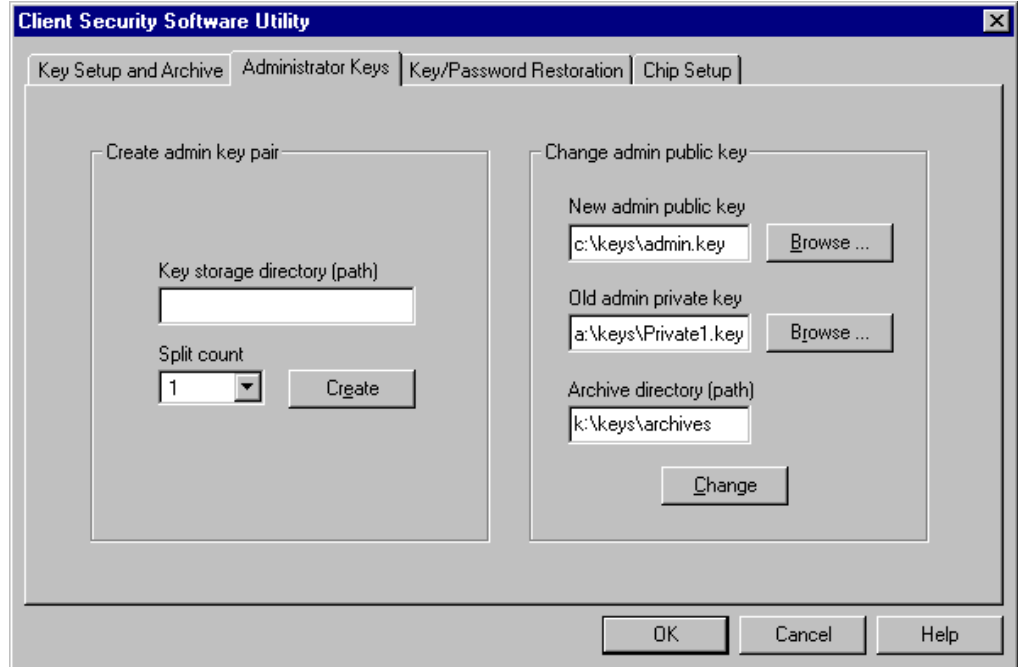 Client Security Software Utility
Key Setup and Archive
Administrator Keys
Key/Password Restoration
Chip Setup
Create admin key pair
Key storage directory (path)
Split count
1
Create
Change admin public key
New admin public key
c:\keys\admin.key
Browse ...
Old admin private key
a:\keys\Private1.key
Browse ...
Archive directory (path)
k:\keys\archives
Change
OK
Cancel
Help